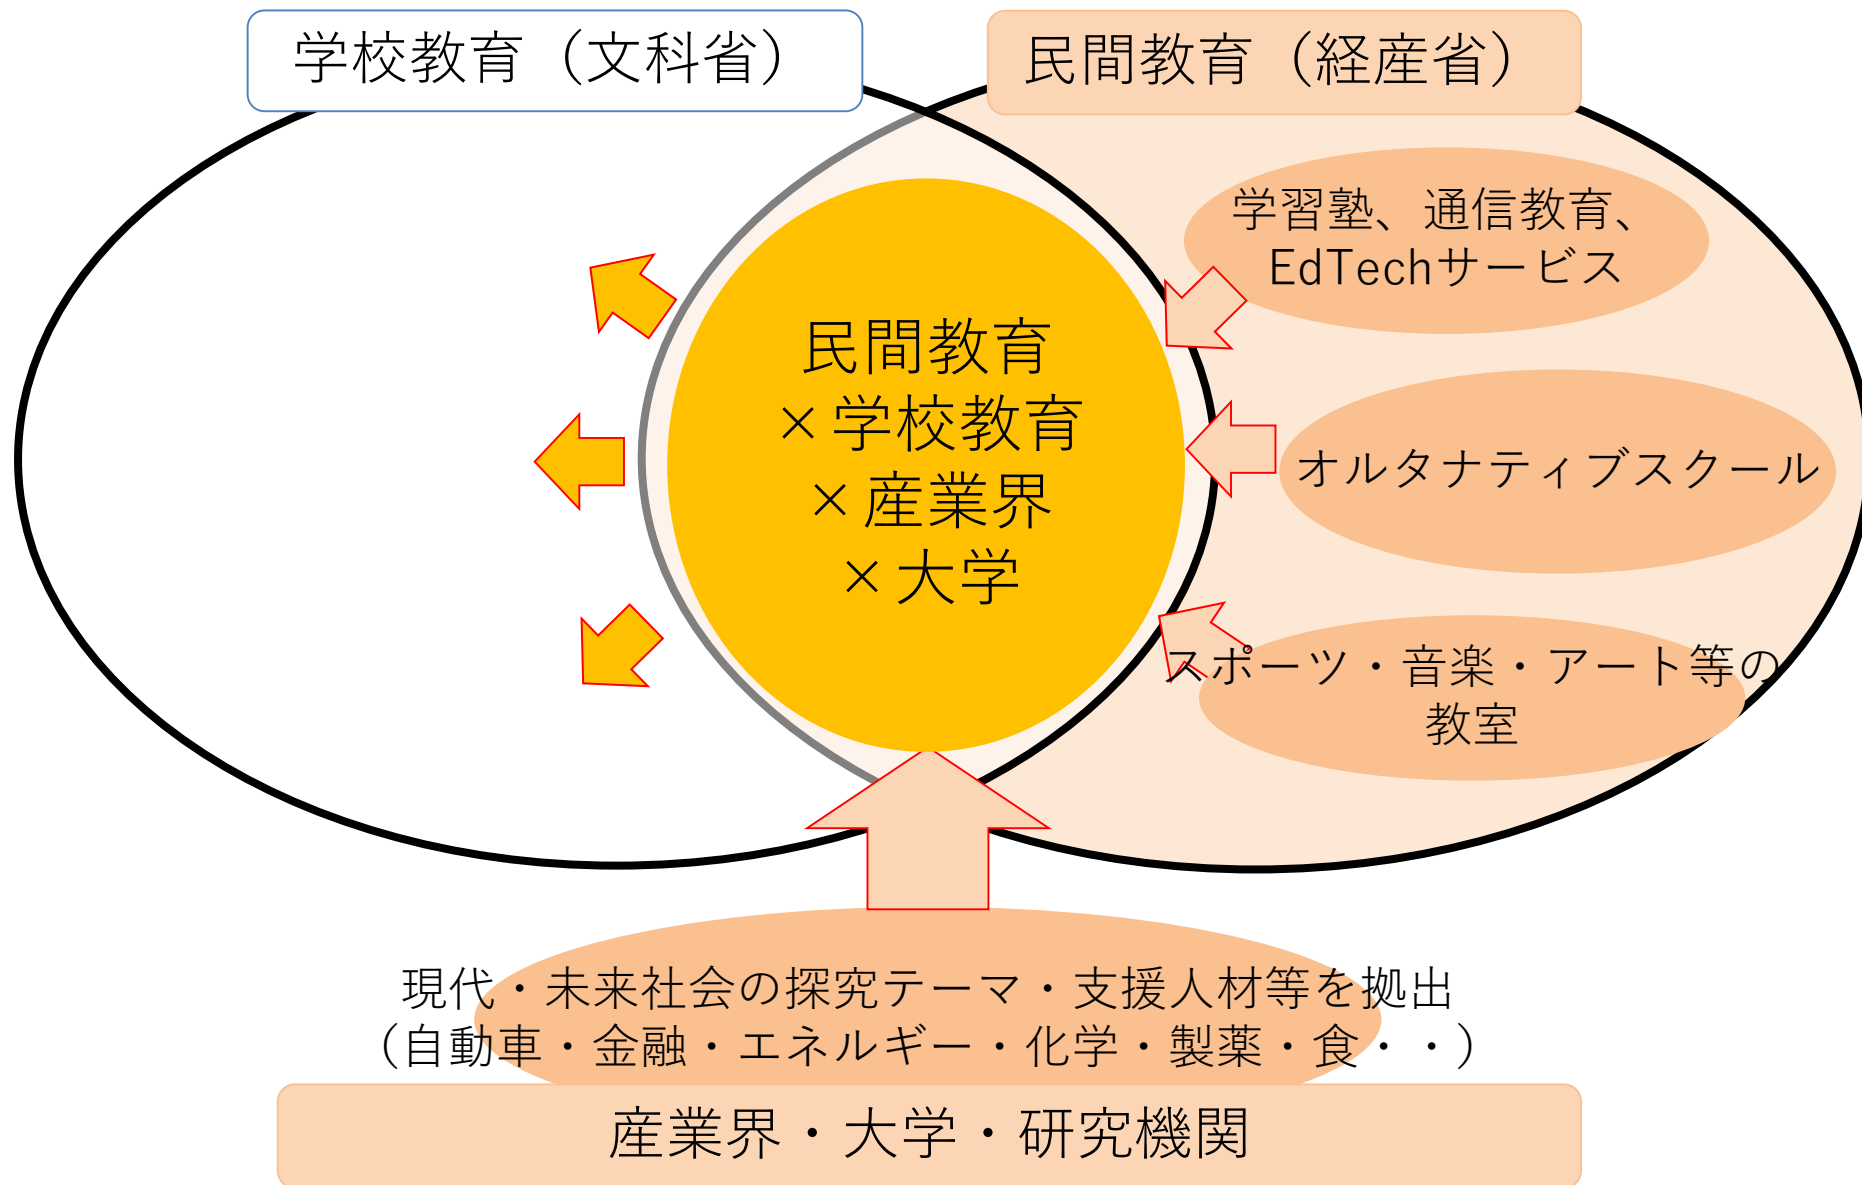 学校教育（文科省）
民間教育（経産省）
学習塾、通信教育、
EdTechサービス
民間教育
×学校教育
×産業界
×大学
オルタナティブスクール
スポーツ・音楽・アート等の
教室
現代・未来社会の探究テーマ・支援人材等を拠出
（自動車・金融・エネルギー・化学・製薬・食・・）
産業界・大学・研究機関